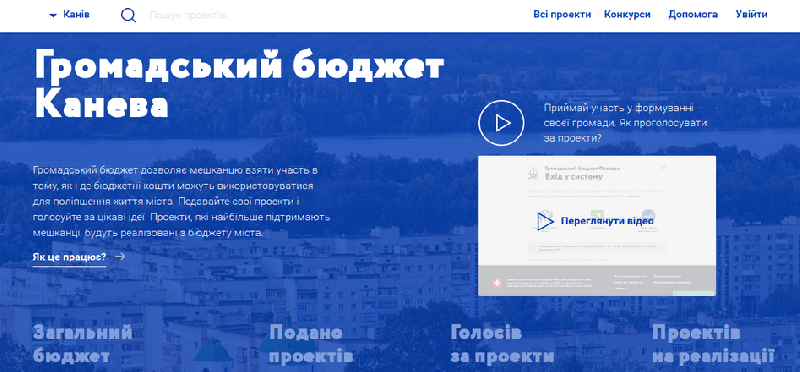 Канів
Пошук проектів...
Всі проекти
Конкурси
Допомога
Увійти
Громадський бюджет
Канева
Громадський бюджет дозволяє мешканцю взяти участь в
тому, як і де бюджетні кошти можуть використовуватися
для поліпшення життя міста. Подавайте свої проекти і
голосуйте за цікаві ідеї. Проекти, які найбільше підтримають
мешканці, будуть реалізовані з бюджету міста.
Як це працює?
Приймай участь у формуванні
своєї громади. Як проголосувати
за проекти?
Вхід у систему
Переглянути відео
Загальний
бюджет
Подано
проектів
Голосів
за проекти
Проектів
на реалізації